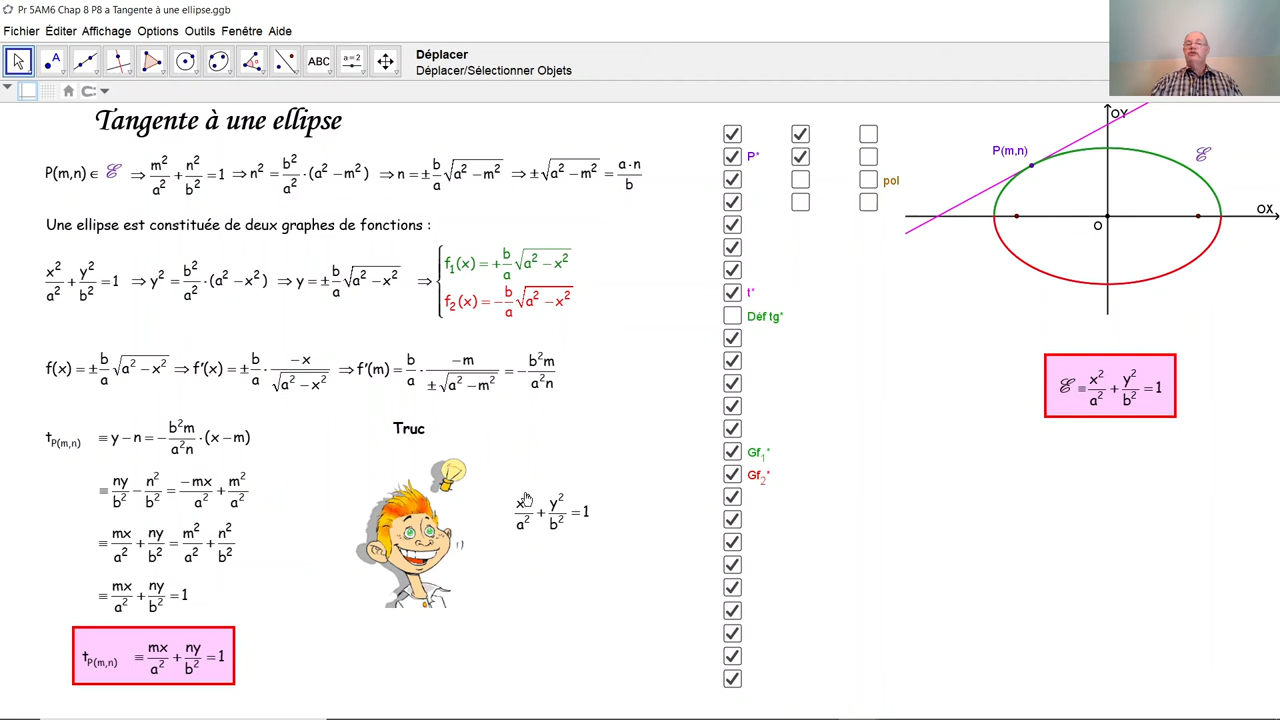 Pr 5AM6 Chap 8 P8 a Tangente à une ellipse.ggb
Fichier Éditer Affichage Options Outils Fenêtre Aide
A ABC a=2
Déplacer
Déplacer/Sélectionner Objets
Tangente à une ellipse
P(m,n) ∈ ℰ ⇒ m²/a² + n²/b² = 1 ⇒ n² = b²/a² · (a² − m²) ⇒ n = ± b/a √(a² − m²) ⇒ ± √(a² − m²) = a·n/b
Une ellipse est constituée de deux graphes de fonctions :
x²/a² + y²/b² = 1 ⇒ y² = b²/a² · (a² − x²) ⇒ y = ± b/a √(a² − x²) ⇒ { f₁(x) = + b/a √(a² − x²)
f₂(x) = − b/a √(a² − x²)
f(x) = ± b/a √(a² − x²) ⇒ f'(x) = ± b/a · −x/√(a² − x²) ⇒ f'(m) = b/a · −m/± √(a² − m²) = − b²m/a²n
t P(m,n) ≡ y − n = − b²m/a²n · (x − m)
≡ ny/b² − n²/b² = −mx/a² + m²/a²
≡ mx/a² + ny/b² = m²/a² + n²/b²
≡ mx/a² + ny/b² = 1
t P(m,n) ≡ mx/a² + ny/b² = 1
Truc
x²/a² + y²/b² = 1
P*
pol
t*
Déf tg*
Gf₁*
Gf₂*
OY
P(m,n)
ℰ
OX
O
ℰ ≡ x²/a² + y²/b² = 1